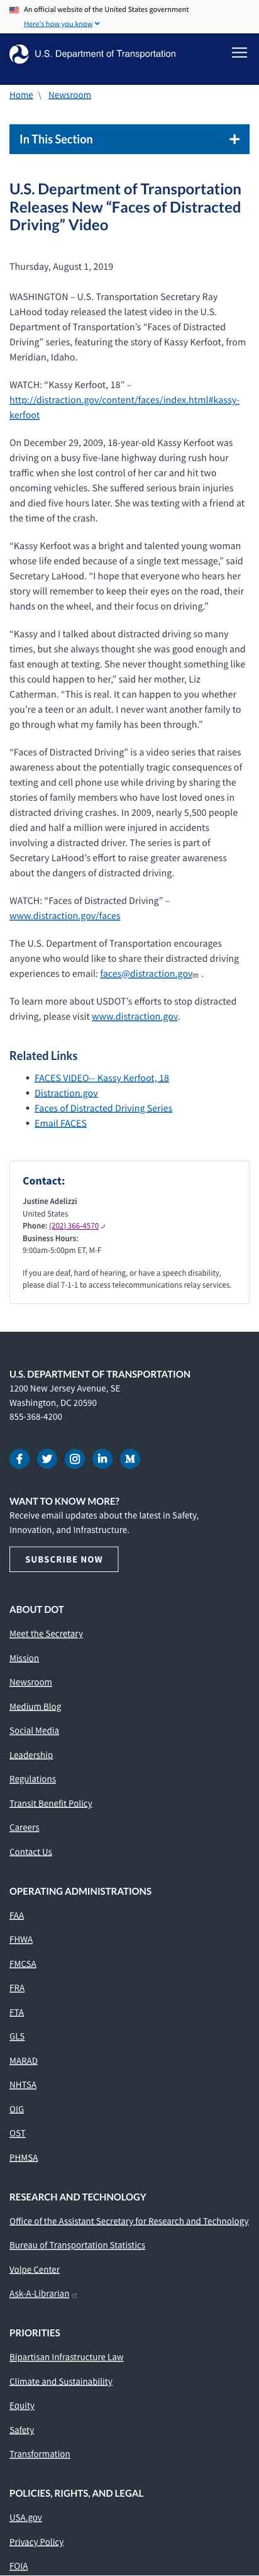 An official website of the United States government
Here's how you know
U.S. Department of Transportation
Home \ Newsroom
In This Section
U.S. Department of Transportation
Releases New “Faces of Distracted
Driving” Video
Thursday, August 1, 2019
WASHINGTON – U.S. Transportation Secretary Ray
LaHood today released the latest video in the U.S.
Department of Transportation’s “Faces of Distracted
Driving” series, featuring the story of Kassy Kerfoot, from
Meridian, Idaho.
WATCH: “Kassy Kerfoot, 18” –
http://distraction.gov/content/faces/index.html#kassy-
kerfoot
On December 29, 2009, 18-year-old Kassy Kerfoot was
driving on a busy five-lane highway during rush hour
traffic when she lost control of her car and hit two
oncoming vehicles. She suffered serious brain injuries
and died five hours later. She was texting with a friend at
the time of the crash.
“Kassy Kerfoot was a bright and talented young woman
whose life ended because of a single text message,” said
Secretary LaHood. “I hope that everyone who hears her
story will remember to keep their eyes on the road, their
hands on the wheel, and their focus on driving.”
“Kassy and I talked about distracted driving so many
times, but she always thought she was good enough and
fast enough at texting. She never thought something like
this could happen to her,” said her mother, Liz
Catherman. “This is real. It can happen to you whether
you’re a teen or an adult. I never want another family to
go through what my family has been through.”
“Faces of Distracted Driving” is a video series that raises
awareness about the potentially tragic consequences of
texting and cell phone use while driving by sharing the
stories of family members who have lost loved ones in
distracted driving crashes. In 2009, nearly 5,500 people
died and half a million were injured in accidents
involving a distracted driver. The series is part of
Secretary LaHood’s effort to raise greater awareness
about the dangers of distracted driving.
WATCH: “Faces of Distracted Driving” –
www.distraction.gov/faces
The U.S. Department of Transportation encourages
anyone who would like to share their distracted driving
experiences to email: faces@distraction.gov .
To learn more about USDOT’s efforts to stop distracted
driving, please visit www.distraction.gov.
Related Links
FACES VIDEO-- Kassy Kerfoot, 18
Distraction.gov
Faces of Distracted Driving Series
Email FACES
Contact:
Justine Adelizzi
United States
Phone: (202) 366-4570
Business Hours:
9:00am-5:00pm ET, M-F
If you are deaf, hard of hearing, or have a speech disability,
please dial 7-1-1 to access telecommunications relay services.
U.S. DEPARTMENT OF TRANSPORTATION
1200 New Jersey Avenue, SE
Washington, DC 20590
855-368-4200
WANT TO KNOW MORE?
Receive email updates about the latest in Safety,
Innovation, and Infrastructure.
SUBSCRIBE NOW
ABOUT DOT
Meet the Secretary
Mission
Newsroom
Medium Blog
Social Media
Leadership
Regulations
Transit Benefit Policy
Careers
Contact Us
OPERATING ADMINISTRATIONS
FAA
FHWA
FMCSA
FRA
FTA
GLS
MARAD
NHTSA
OIG
OST
PHMSA
RESEARCH AND TECHNOLOGY
Office of the Assistant Secretary for Research and Technology
Bureau of Transportation Statistics
Volpe Center
Ask-A-Librarian
PRIORITIES
Bipartisan Infrastructure Law
Climate and Sustainability
Equity
Safety
Transformation
POLICIES, RIGHTS, AND LEGAL
USA.gov
Privacy Policy
FOIA